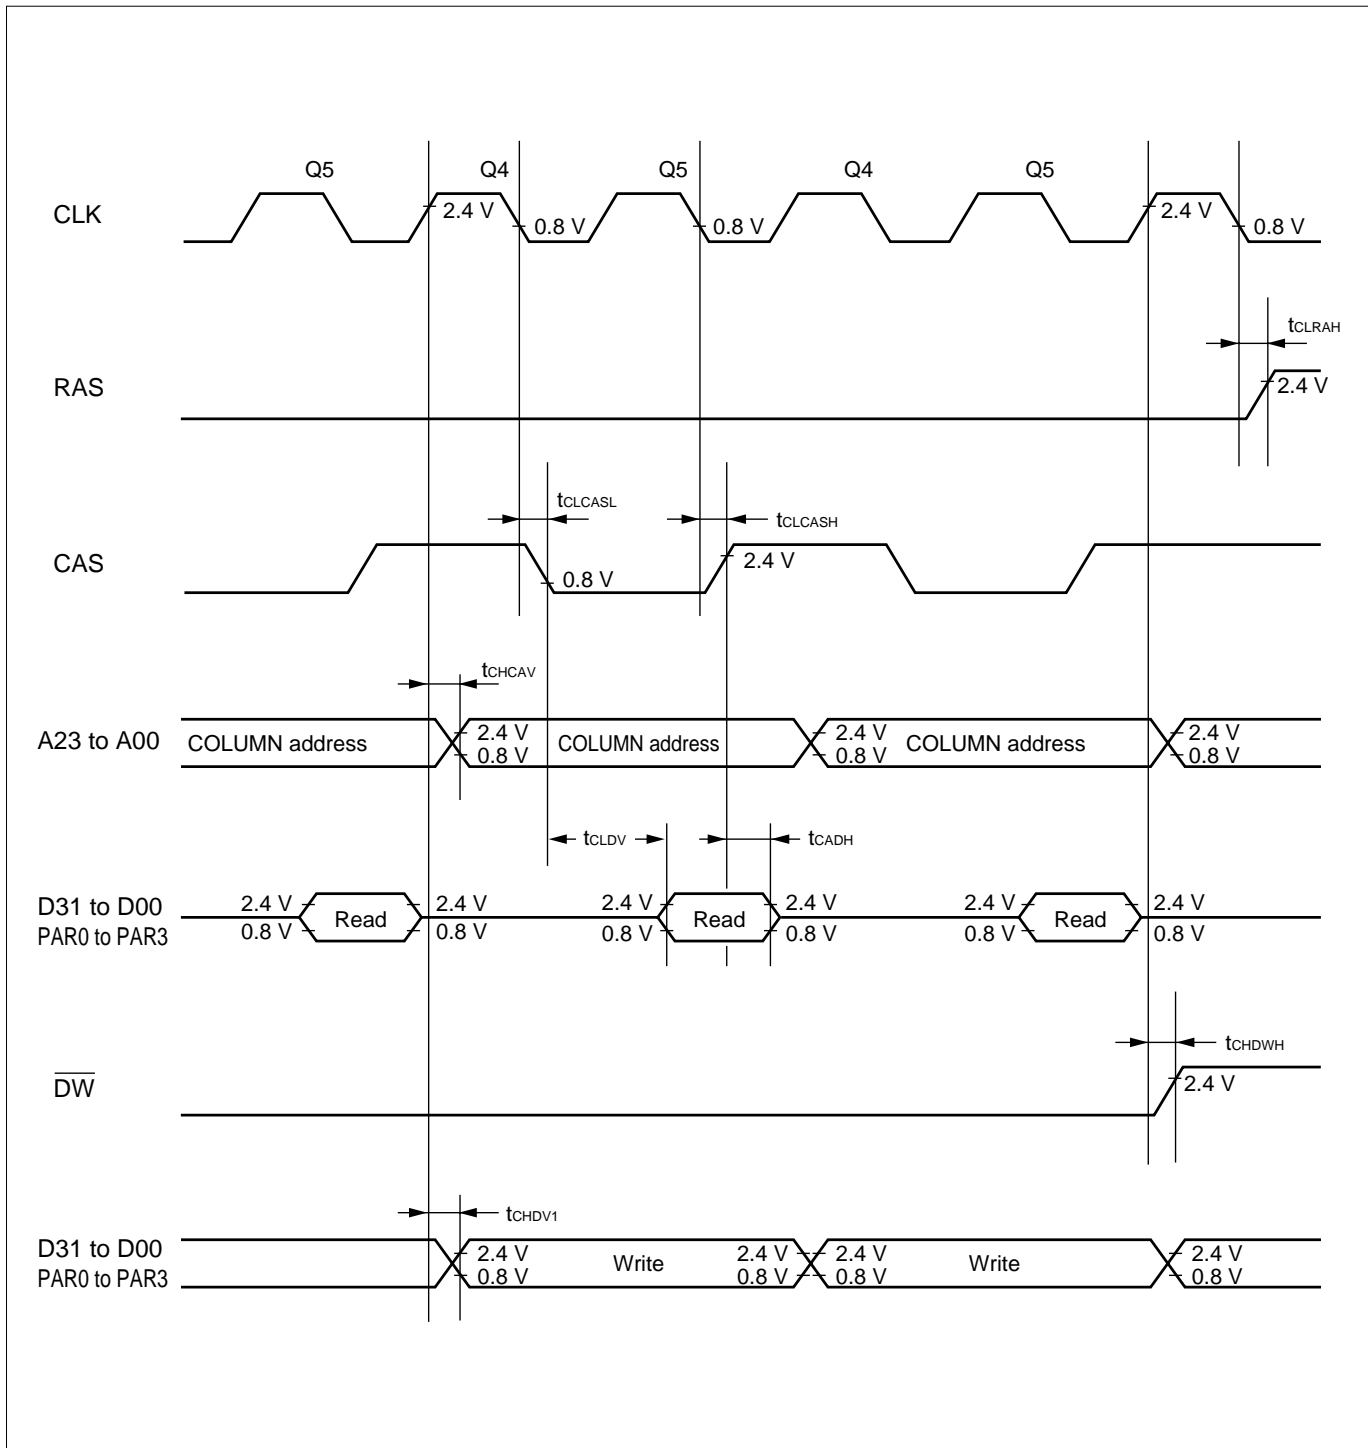 Q5 Q4 Q5 Q4 Q5
CLK 2.4 V 0.8 V 0.8 V 2.4 V 0.8 V
tCLRAH
RAS 2.4 V
tCLCASL tCLCASH
CAS 0.8 V 2.4 V
tCHCAV
A23 to A00 COLUMN address 2.4 V COLUMN address 2.4 V COLUMN address 2.4 V
0.8 V 0.8 V 0.8 V
tCLDV tCADH
D31 to D00 2.4 V Read 2.4 V 2.4 V Read 2.4 V 2.4 V Read 2.4 V
PAR0 to PAR3 0.8 V 0.8 V 0.8 V 0.8 V 0.8 V 0.8 V
tCHDWH
DW 2.4 V
tCHDV1
D31 to D00 2.4 V Write 2.4 V 2.4 V Write 2.4 V
PAR0 to PAR3 0.8 V 0.8 V 0.8 V 0.8 V